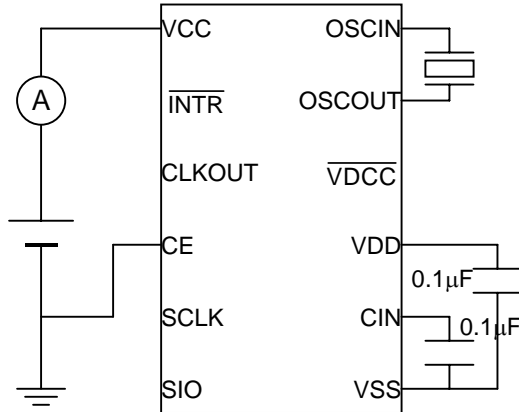 VCC OSCIN
A
INTR OSCOUT
CLKOUT VDCC
CE VDD
0.1μF
SCLK CIN
0.1μF
SIO VSS